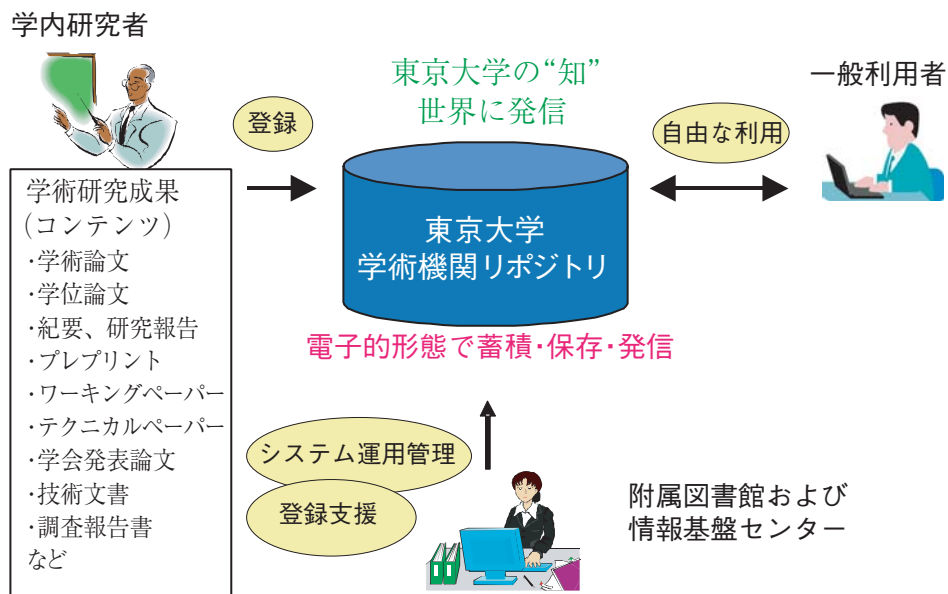 学内研究者
東京大学の“知”
世界に発信
一般利用者
登録
自由な利用
学術研究成果
(コンテンツ)
・学術論文
・学位論文
・紀要、研究報告
・プレプリント
・ワーキングペーパー
・テクニカルペーパー
・学会発表論文
・技術文書
・調査報告書
など
東京大学
学術機関リポジトリ
電子的形態で蓄積・保存・発信
システム運用管理
登録支援
附属図書館および
情報基盤センター